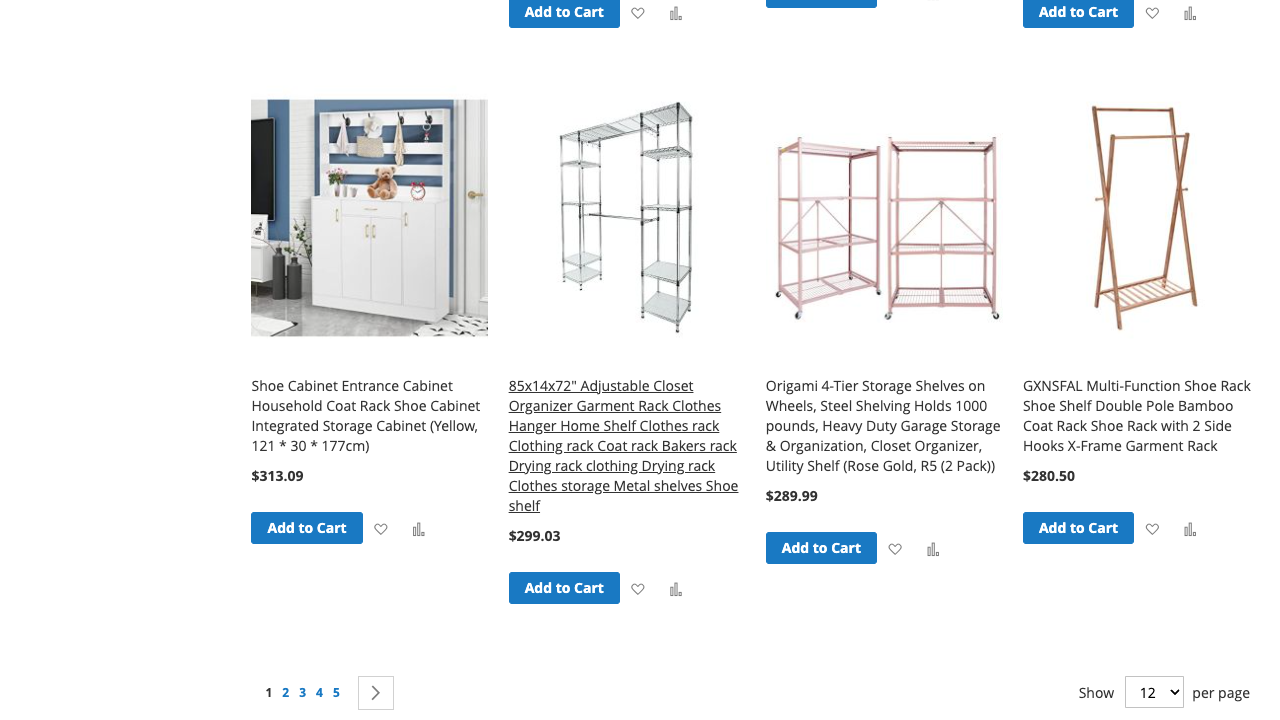 Add to Cart
Add to Cart
Shoe Cabinet Entrance Cabinet
Household Coat Rack Shoe Cabinet
Integrated Storage Cabinet (Yellow,
121 * 30 * 177cm)
$313.09
Add to Cart
85x14x72" Adjustable Closet
Organizer Garment Rack Clothes
Hanger Home Shelf Clothes rack
Clothing rack Coat rack Bakers rack
Drying rack clothing Drying rack
Clothes storage Metal shelves Shoe
shelf
$299.03
Add to Cart
Origami 4-Tier Storage Shelves on
Wheels, Steel Shelving Holds 1000
pounds, Heavy Duty Garage Storage
& Organization, Closet Organizer,
Utility Shelf (Rose Gold, R5 (2 Pack))
$289.99
Add to Cart
GXNSFAL Multi-Function Shoe Rack
Shoe Shelf Double Pole Bamboo
Coat Rack Shoe Rack with 2 Side
Hooks X-Frame Garment Rack
$280.50
Add to Cart
1 2 3 4 5
Show 12 per page